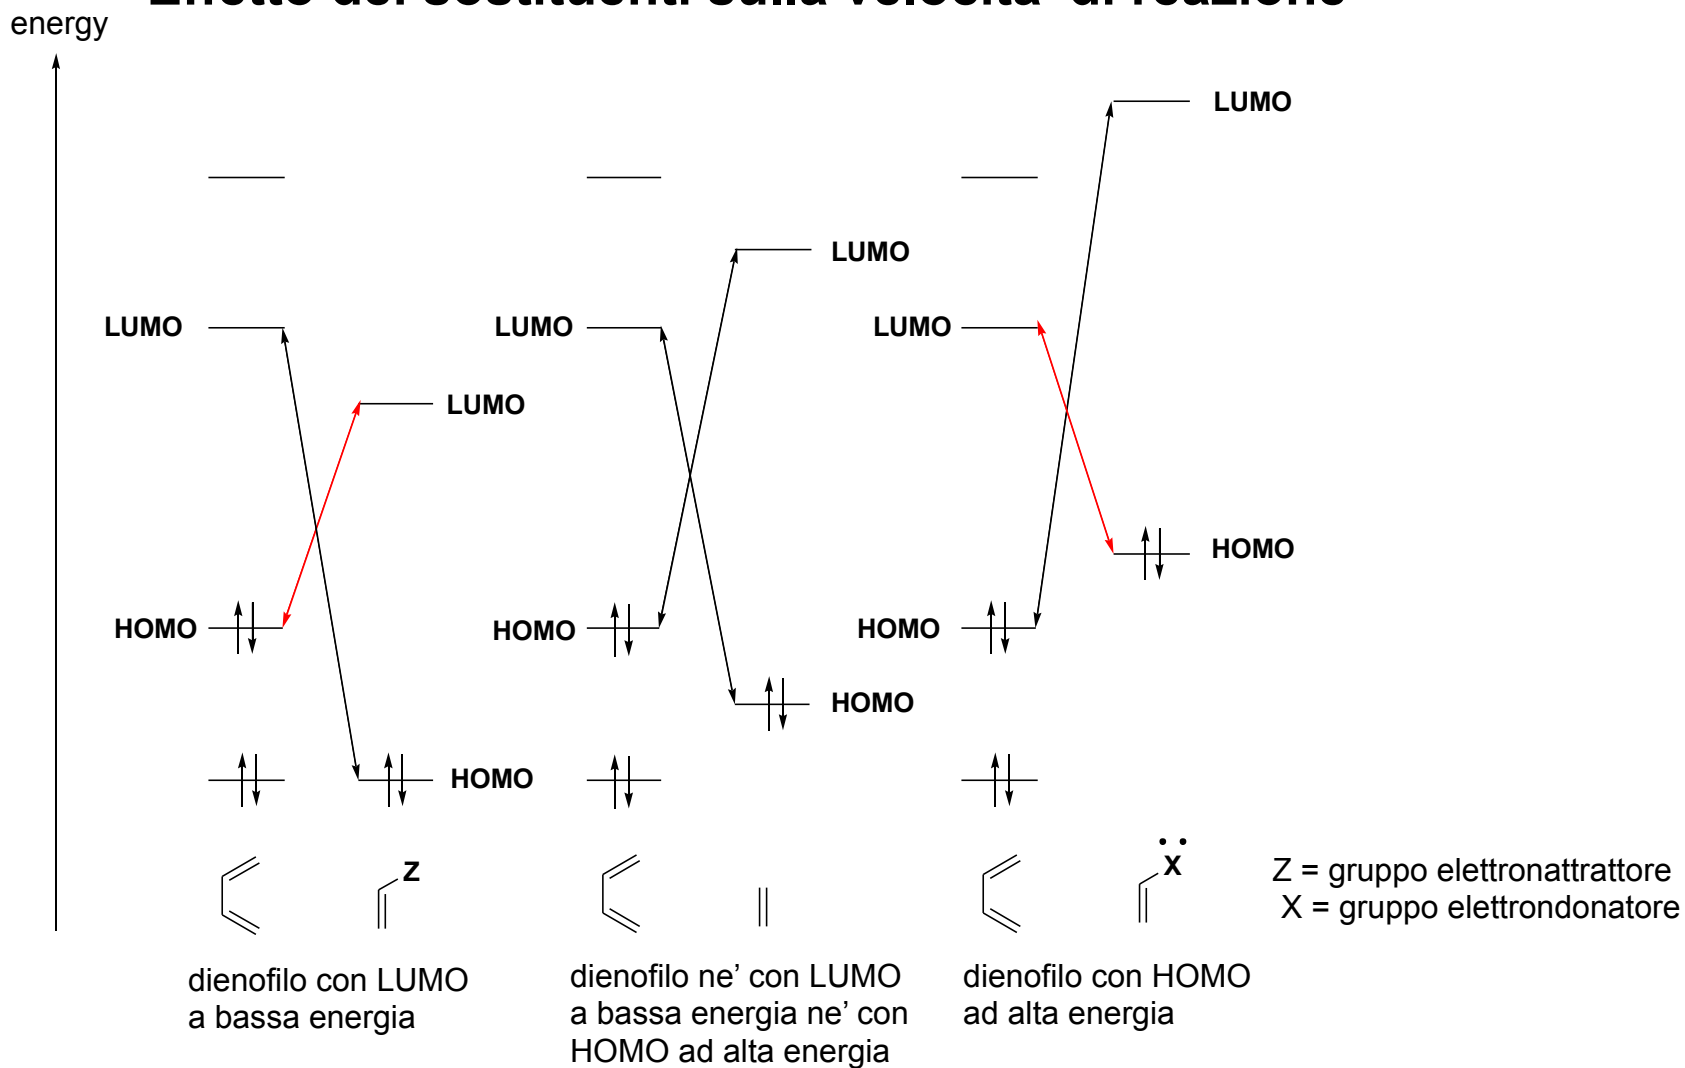 energy
LUMO
LUMO
LUMO
LUMO
LUMO
LUMO
HOMO
HOMO
HOMO
HOMO
HOMO
HOMO
Z
X
Z = gruppo elettronattrattore
X = gruppo elettrondonatore
dienofilo con LUMO
a bassa energia
dienofilo ne’ con LUMO
a bassa energia ne’ con
HOMO ad alta energia
dienofilo con HOMO
ad alta energia